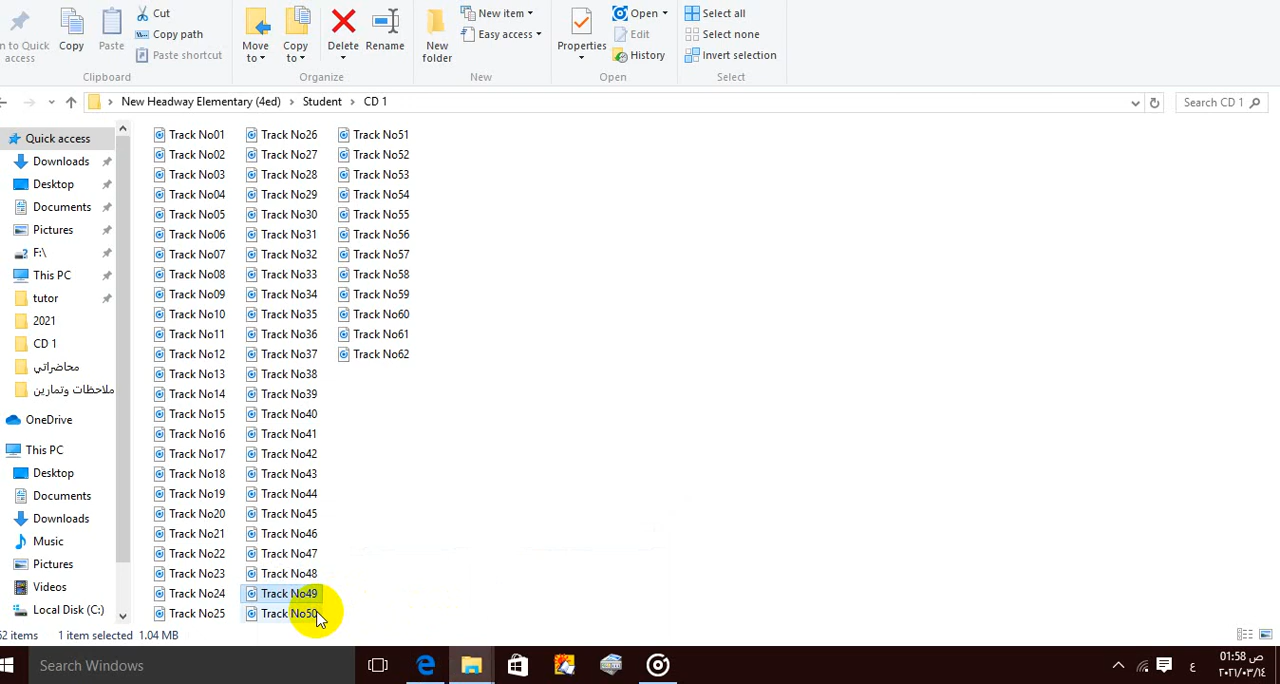 Cut
Copy path
Paste shortcut
n to Quick access
Copy
Paste
Clipboard
Move to
Copy to
Delete
Rename
Organize
New folder
New item
Easy access
New
Properties
Open
Edit
History
Open
Select all
Select none
Invert selection
Select
New Headway Elementary (4ed) Student CD 1
Search CD 1
Quick access
Downloads
Desktop
Documents
Pictures
F:\
This PC
tutor
2021
CD 1
محاضراتي
ملاحظات وتمارين
OneDrive
This PC
Desktop
Documents
Downloads
Music
Pictures
Videos
Local Disk (C:)
Track No01
Track No02
Track No03
Track No04
Track No05
Track No06
Track No07
Track No08
Track No09
Track No10
Track No11
Track No12
Track No13
Track No14
Track No15
Track No16
Track No17
Track No18
Track No19
Track No20
Track No21
Track No22
Track No23
Track No24
Track No25
Track No26
Track No27
Track No28
Track No29
Track No30
Track No31
Track No32
Track No33
Track No34
Track No35
Track No36
Track No37
Track No38
Track No39
Track No40
Track No41
Track No42
Track No43
Track No44
Track No45
Track No46
Track No47
Track No48
Track No49
Track No50
Track No51
Track No52
Track No53
Track No54
Track No55
Track No56
Track No57
Track No58
Track No59
Track No60
Track No61
Track No62
62 items 1 item selected 1.04 MB
Search Windows
ع
01:58 ص
٢٠٢١/٠٣/١٤